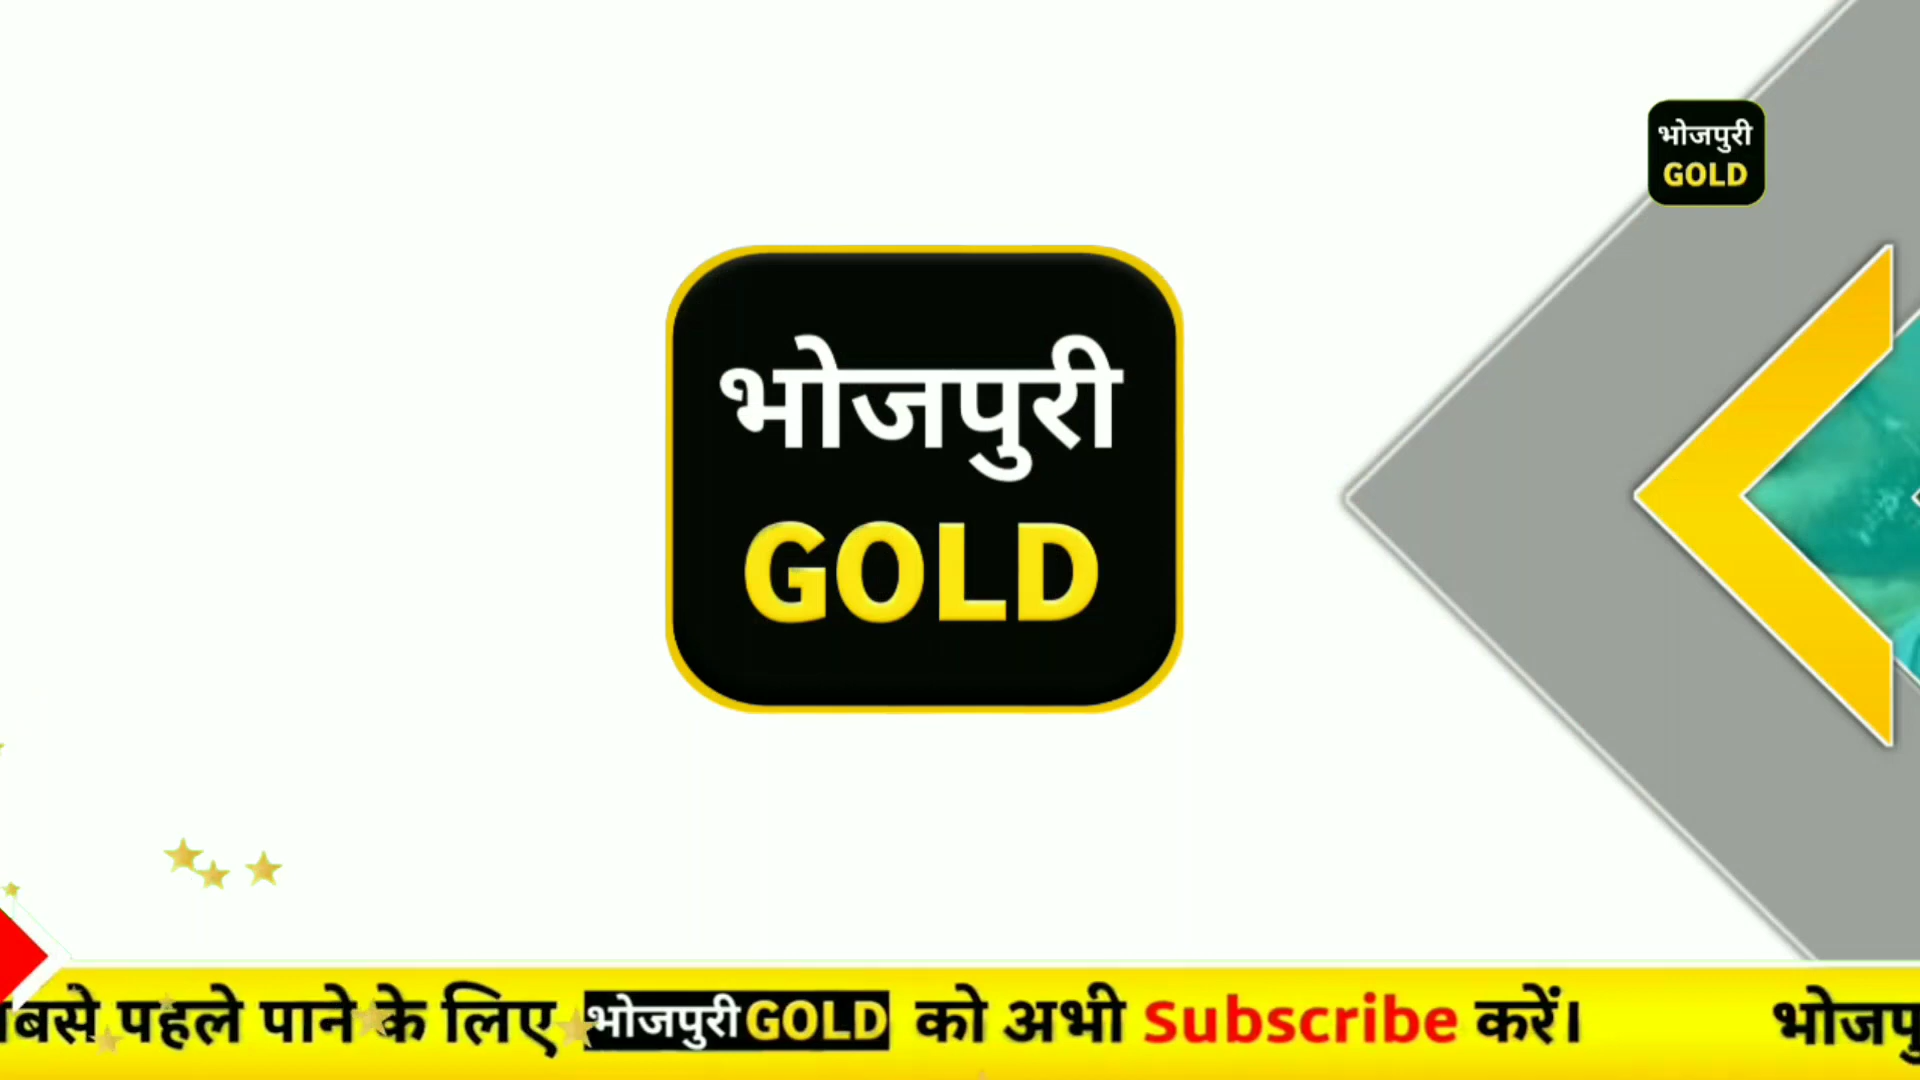 भोजपुरी
GOLD
भोजपुरी
GOLD
पहले पाने के लिए भोजपुरी GOLD को अभी Subscribe करें।